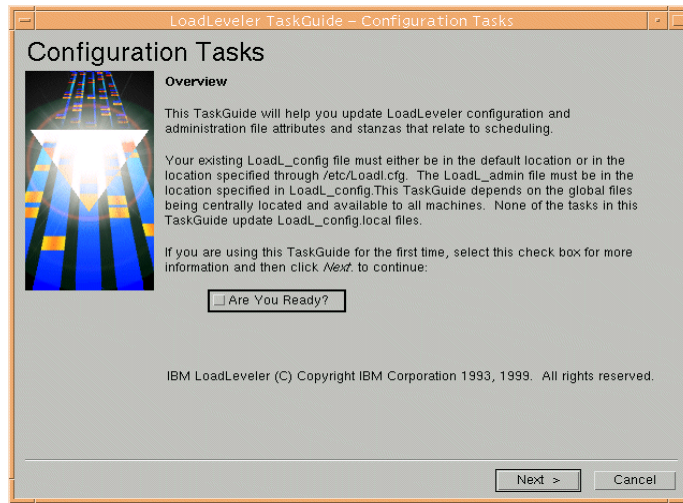 LoadLeveler TaskGuide – Configuration Tasks
Configuration Tasks
Overview
This TaskGuide will help you update LoadLeveler configuration and
administration file attributes and stanzas that relate to scheduling.
Your existing LoadL_config file must either be in the default location or in the
location specified through /etc/Loadl.cfg. The LoadL_admin file must be in the
location specified in LoadL_config.This TaskGuide depends on the global files
being centrally located and available to all machines. None of the tasks in this
TaskGuide update LoadL_config.local files.
If you are using this TaskGuide for the first time, select this check box for more
information and then click Next. to continue:
Are You Ready?
IBM LoadLeveler (C) Copyright IBM Corporation 1993, 1999. All rights reserved.
Next >
Cancel